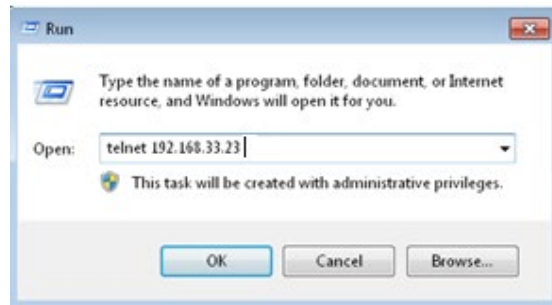 Run
Type the name of a program, folder, document, or Internet
resource, and Windows will open it for you.
Open: telnet 192.168.33.23
This task will be created with administrative privileges.
OK Cancel Browse...